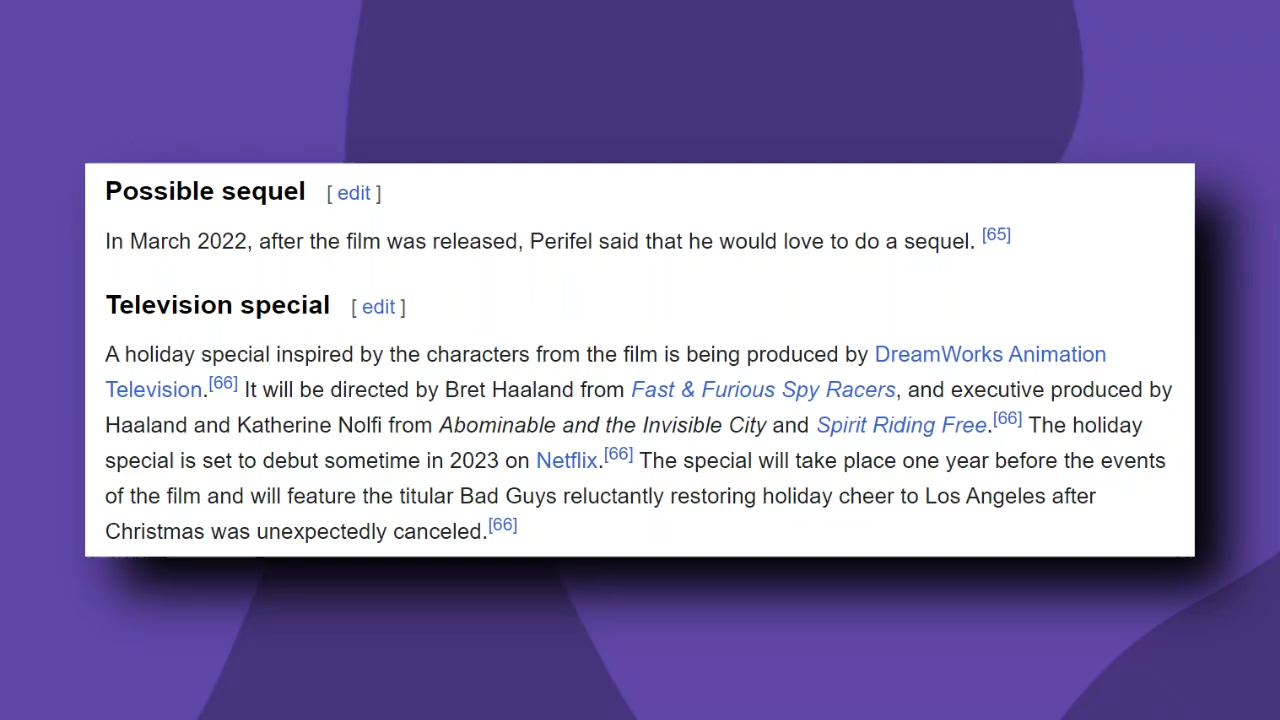 Possible sequel [ edit ]
In March 2022, after the film was released, Perifel said that he would love to do a sequel. [65]
Television special [ edit ]
A holiday special inspired by the characters from the film is being produced by DreamWorks Animation
Television.[66] It will be directed by Bret Haaland from Fast & Furious Spy Racers, and executive produced by
Haaland and Katherine Nolfi from Abominable and the Invisible City and Spirit Riding Free.[66] The holiday
special is set to debut sometime in 2023 on Netflix.[66] The special will take place one year before the events
of the film and will feature the titular Bad Guys reluctantly restoring holiday cheer to Los Angeles after
Christmas was unexpectedly canceled.[66]